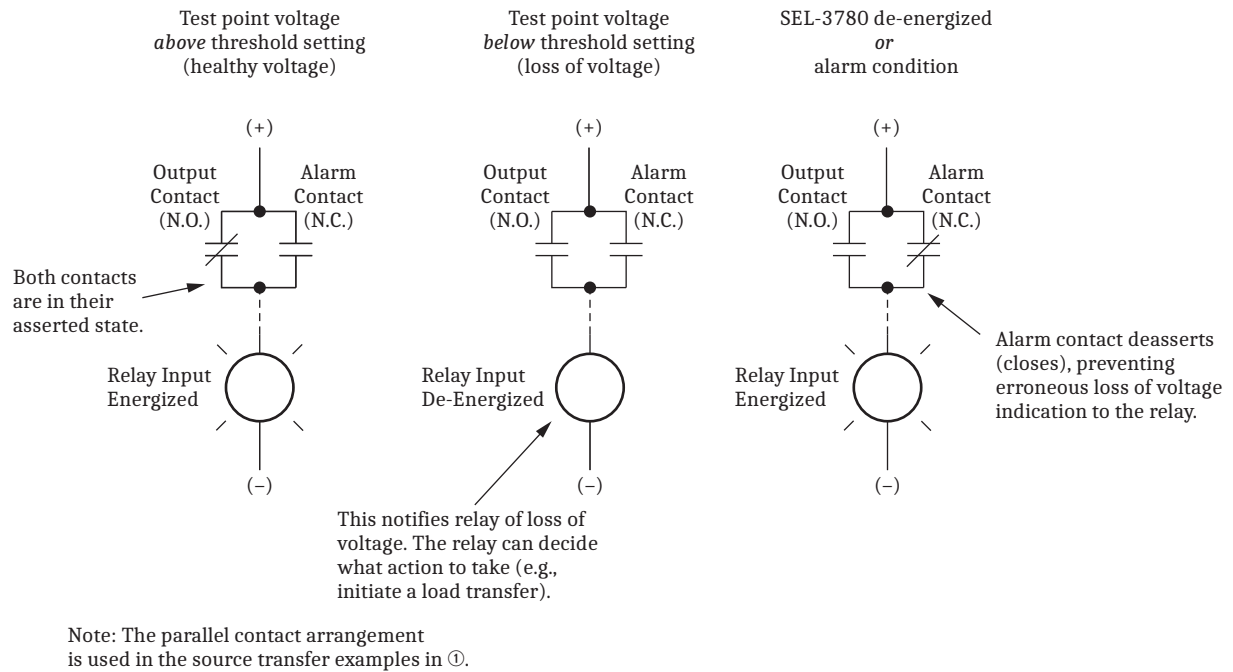 Test point voltage
above threshold setting
(healthy voltage)
Test point voltage
below threshold setting
(loss of voltage)
SEL-3780 de-energized
or
alarm condition
(+)
Output
Contact
(N.O.)
Alarm
Contact
(N.C.)
Both contacts
are in their
asserted state.
Relay Input
Energized
(–)
(+)
Output
Contact
(N.O.)
Alarm
Contact
(N.C.)
Relay Input
De-Energized
(–)
This notifies relay of loss of
voltage. The relay can decide
what action to take (e.g.,
initiate a load transfer).
(+)
Output
Contact
(N.O.)
Alarm
Contact
(N.C.)
Alarm contact deasserts
(closes), preventing
erroneous loss of voltage
indication to the relay.
Relay Input
Energized
(–)
Note: The parallel contact arrangement
is used in the source transfer examples in ①.